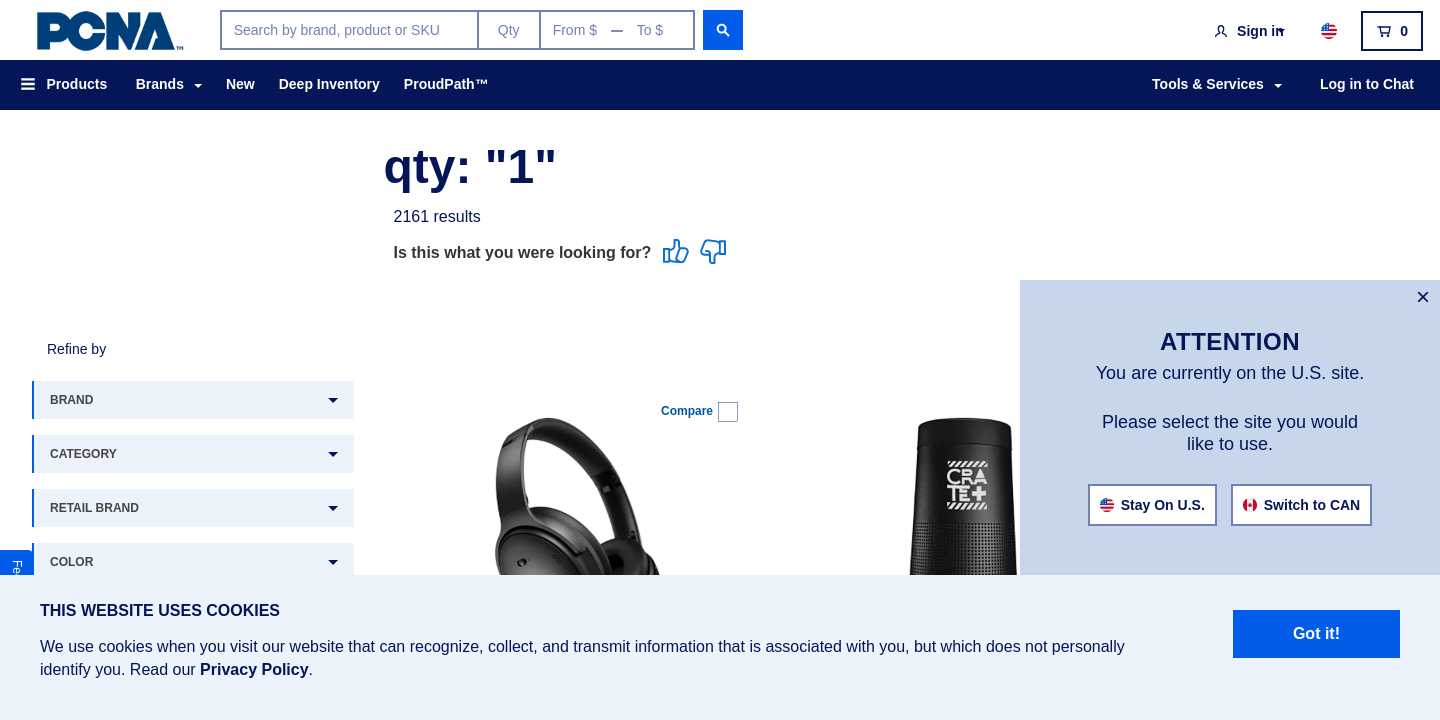 PCNA™
Search by brand, product or SKU
Qty
From $ — To $
Sign in
0
Products
Brands
New
Deep Inventory
ProudPath™
Tools & Services
Log in to Chat
qty: "1"
2161 results
Is this what you were looking for?
Refine by
BRAND
CATEGORY
RETAIL BRAND
COLOR
Compare
CRATE+
ATTENTION
You are currently on the U.S. site.
Please select the site you would
like to use.
Stay On U.S.
Switch to CAN
THIS WEBSITE USES COOKIES
We use cookies when you visit our website that can recognize, collect, and transmit information that is associated with you, but which does not personally
identify you. Read our Privacy Policy.
Got it!